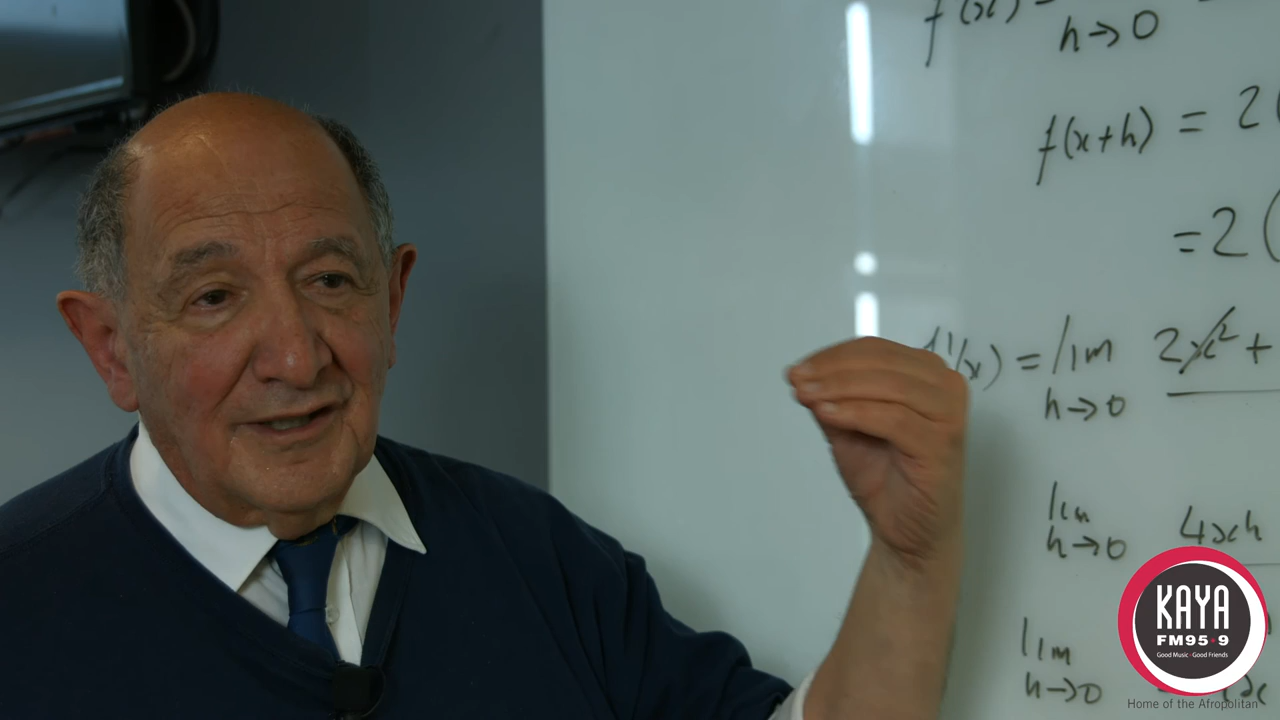 f(x) =
h→0
f(x+h) = 2(
= 2(
f'(x) = lim 2x² +
h→0
lim 4xh
h→0
lim
h→0
KAYA
FM95•9
Good Music · Good Friends
Home of the Afropolitan